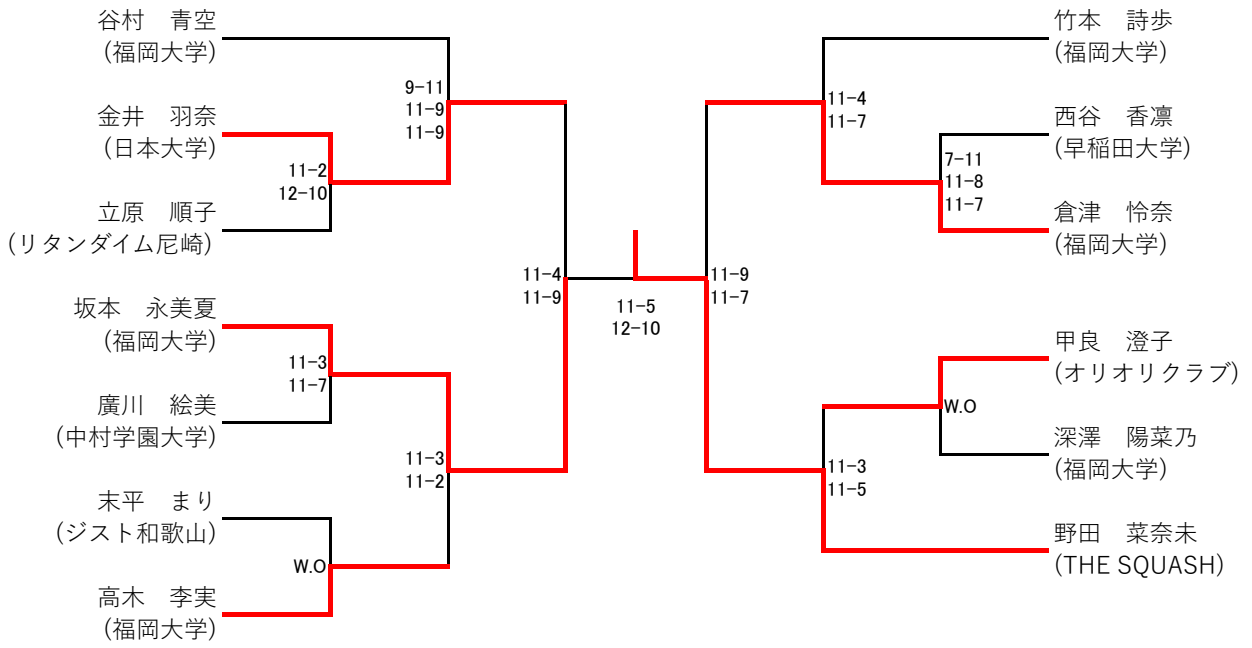 谷村　青空
(福岡大学)
9-11
11-9
11-9
金井　羽奈
(日本大学)
11-2
12-10
立原　順子
(リタンダイム尼崎)
11-4
11-9
坂本　永美夏
(福岡大学)
11-3
11-7
廣川　絵美
(中村学園大学)
11-3
11-2
末平　まり
(ジスト和歌山)
W.O
高木　李実
(福岡大学)
11-5
12-10
竹本　詩歩
(福岡大学)
11-4
11-7
西谷　香凛
(早稲田大学)
7-11
11-8
11-7
倉津　怜奈
(福岡大学)
11-9
11-7
甲良　澄子
(オリオリクラブ)
W.O
深澤　陽菜乃
(福岡大学)
11-3
11-5
野田　菜奈未
(THE SQUASH)